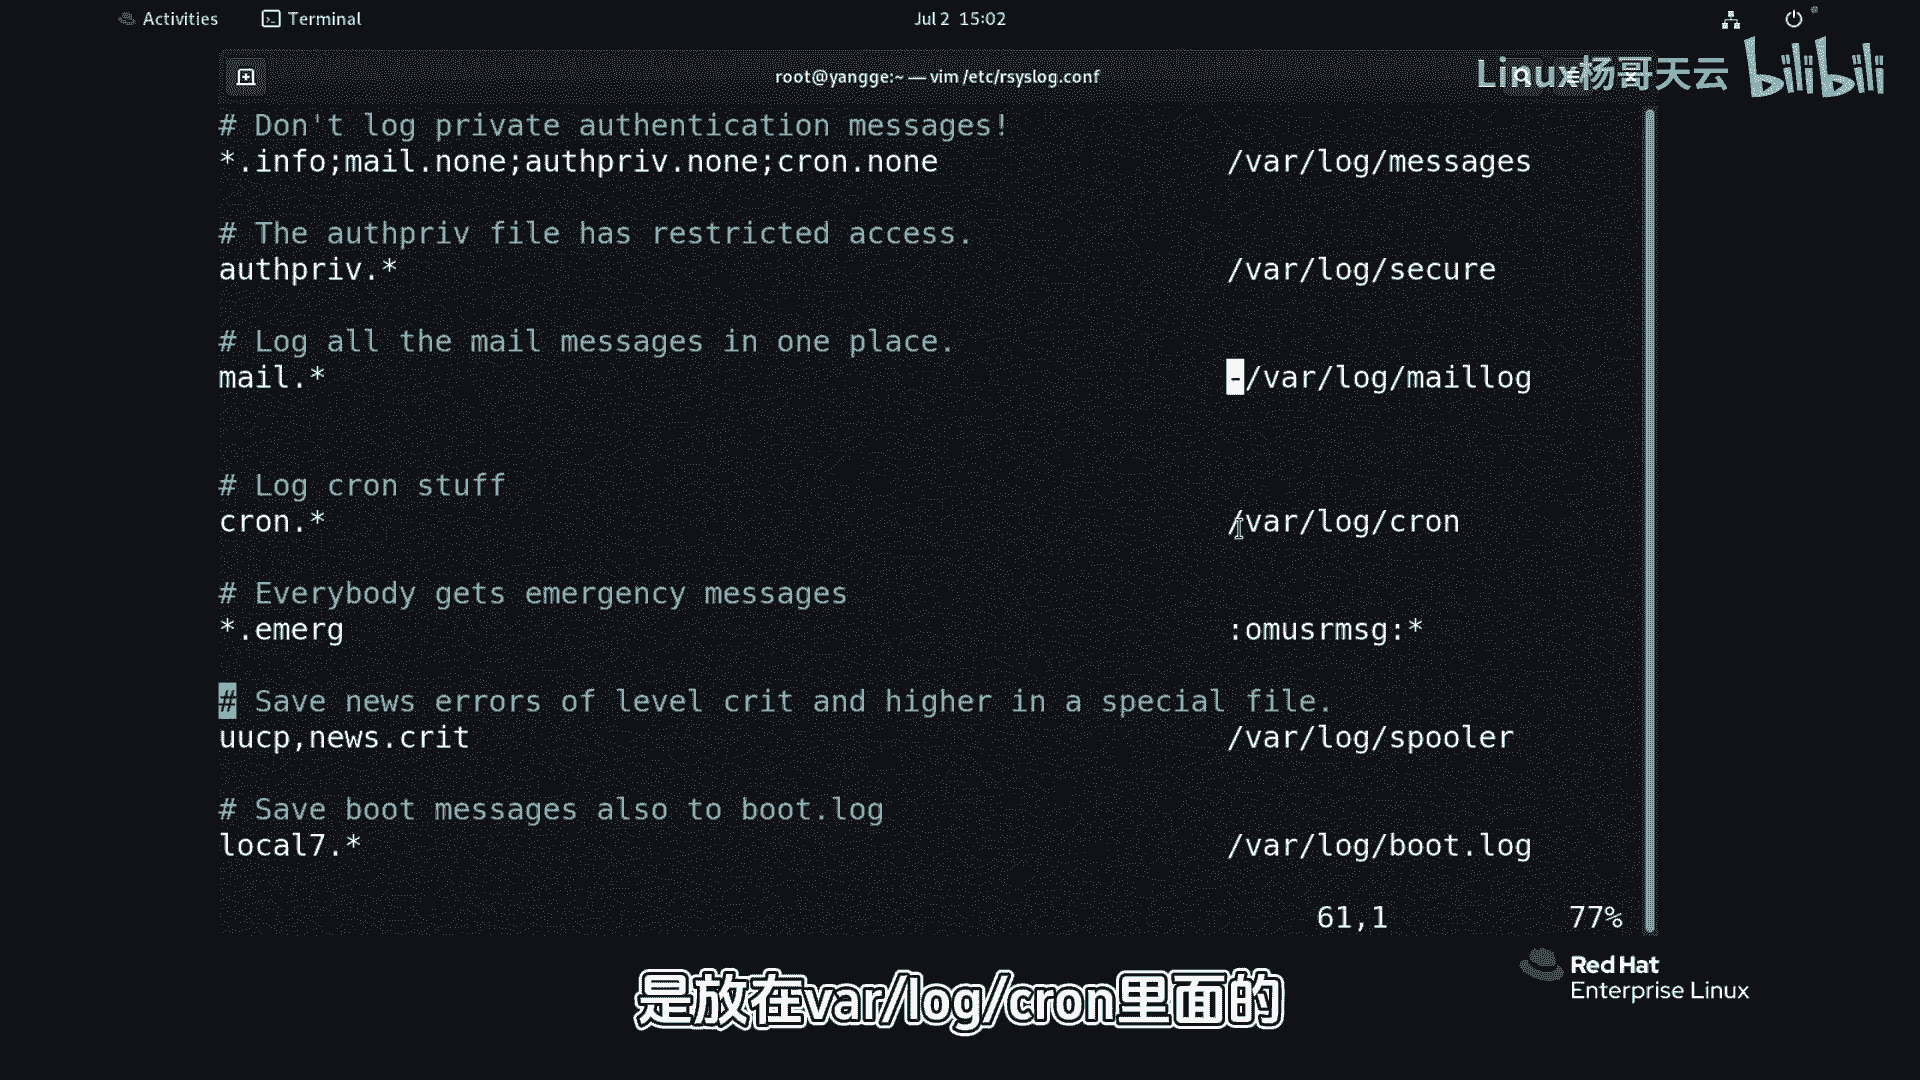 Activities Terminal Jul 2 15:02
root@yangge:~ — vim /etc/rsyslog.conf
Linux杨哥天云 bilibili
# Don't log private authentication messages!
*.info;mail.none;authpriv.none;cron.none /var/log/messages
# The authpriv file has restricted access.
authpriv.* /var/log/secure
# Log all the mail messages in one place.
mail.* -/var/log/maillog
# Log cron stuff
cron.* /var/log/cron
# Everybody gets emergency messages
*.emerg :omusrmsg:*
# Save news errors of level crit and higher in a special file.
uucp,news.crit /var/log/spooler
# Save boot messages also to boot.log
local7.* /var/log/boot.log
61,1 77%
Red Hat
Enterprise Linux
是放在var/log/cron里面的